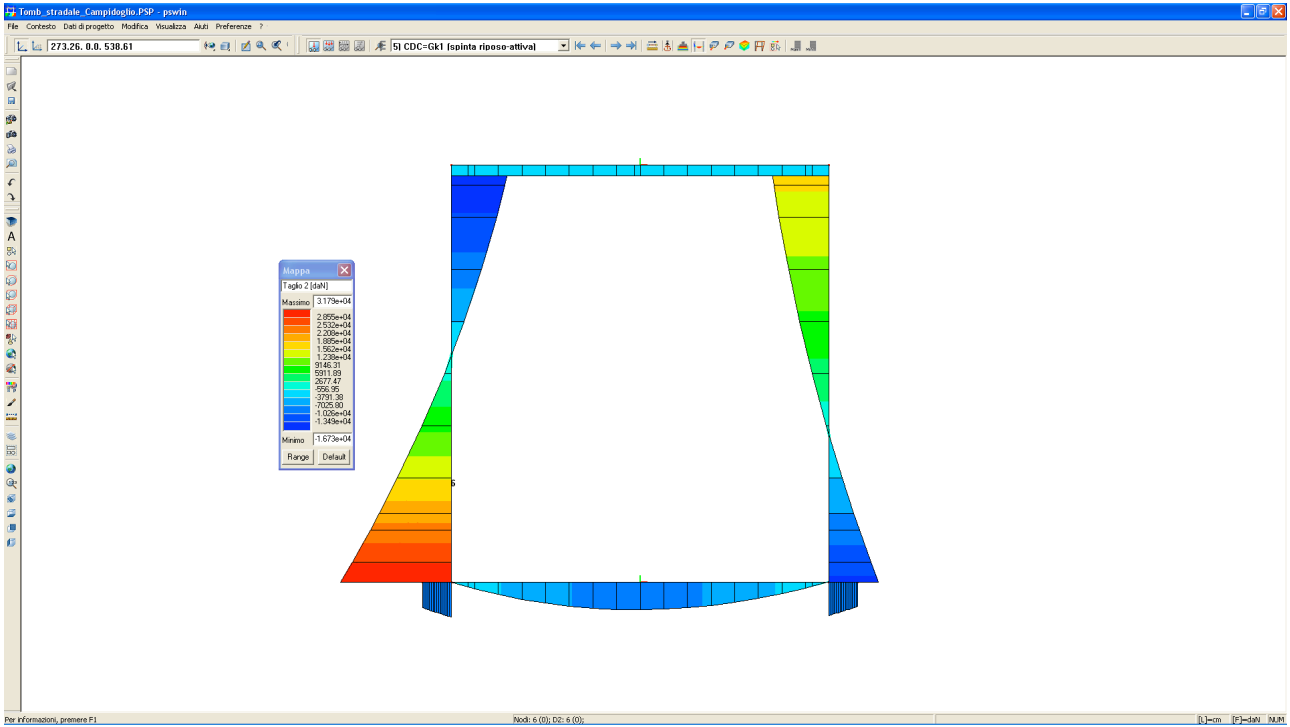 Tomb_stradale_Campidoglio.PSP - pswin
File Contesto Dati di progetto Modifica Visualizza Aiuti Preferenze ?
273.26. 0.0. 538.61
5) CDC=Gk1 (spinta riposo-attiva)
A
Mappa
Taglio 2 [daN]
Massimo 3.179e+04
2.855e+04
2.532e+04
2.208e+04
1.885e+04
1.562e+04
1.238e+04
9146.31
5911.89
2677.47
-556.95
-3791.38
-7025.80
-1.026e+04
-1.349e+04
Minimo -1.673e+04
Range Default
6
Per informazioni, premere F1
Nodi: 6 (0); D2: 6 (0);
[L]=cm [F]=daN NUM